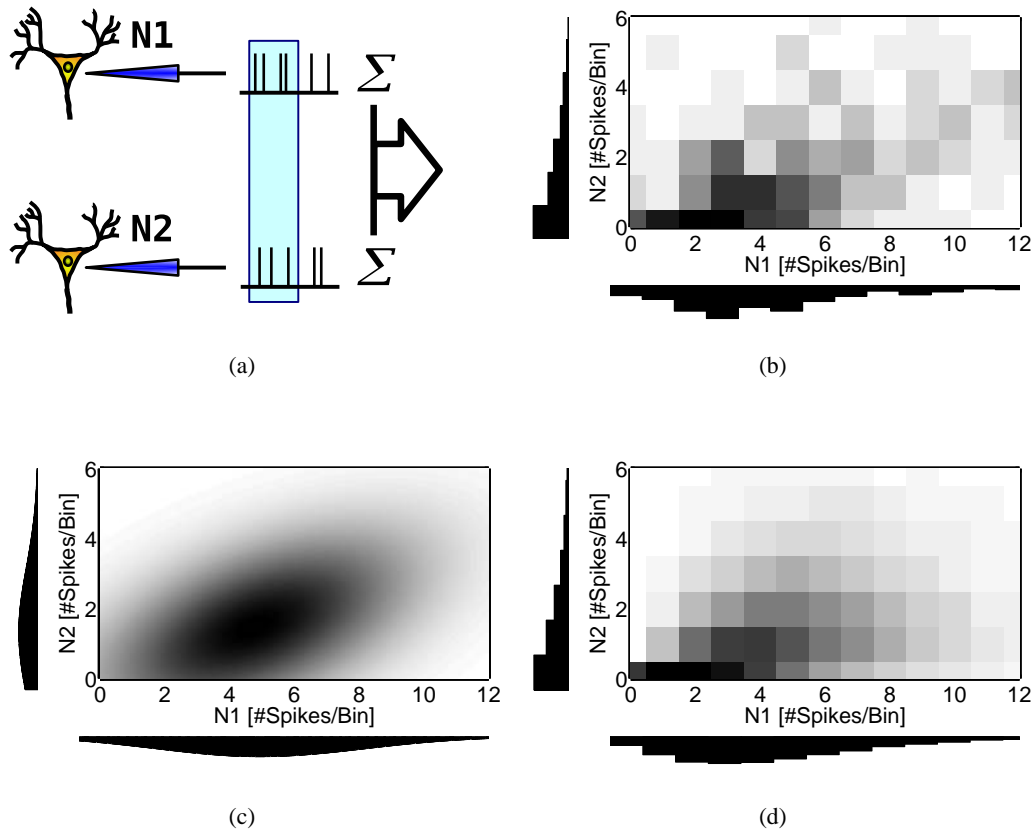 N1
Σ
N2
Σ
(a)
6
4
2
0
N2 [#Spikes/Bin]
0 2 4 6 8 10 12
N1 [#Spikes/Bin]
(b)
6
4
2
0
N2 [#Spikes/Bin]
0 2 4 6 8 10 12
N1 [#Spikes/Bin]
(c)
6
4
2
0
N2 [#Spikes/Bin]
0 2 4 6 8 10 12
N1 [#Spikes/Bin]
(d)